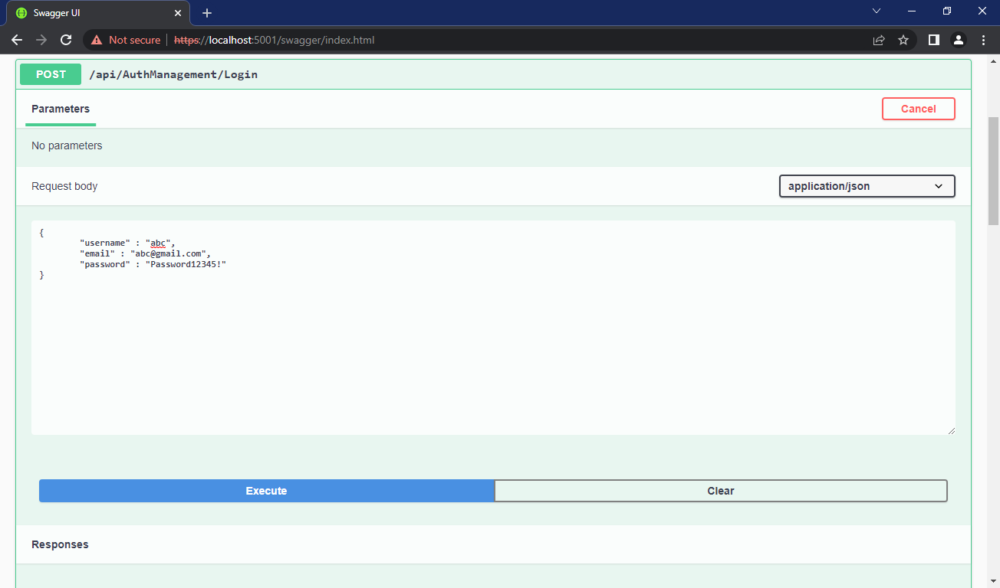 Swagger UI
Not secure https://localhost:5001/swagger/index.html
POST /api/AuthManagement/Login
Parameters Cancel
No parameters
Request body application/json
{
"username" : "abc",
"email" : "abc@gmail.com",
"password" : "Password12345!"
}
Execute Clear
Responses